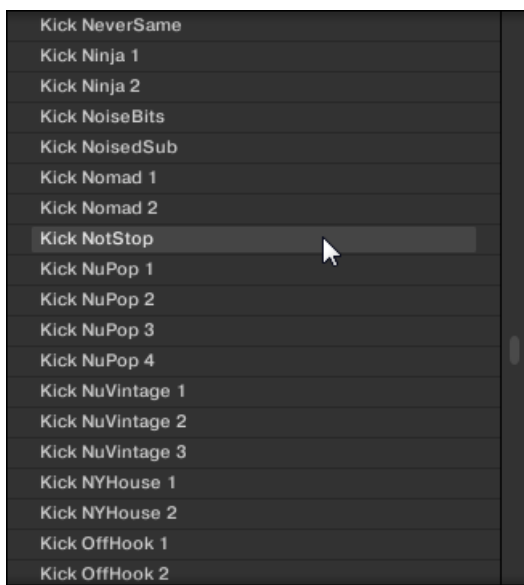 Kick NeverSame
Kick Ninja 1
Kick Ninja 2
Kick NoiseBits
Kick NoisedSub
Kick Nomad 1
Kick Nomad 2
Kick NotStop
Kick NuPop 1
Kick NuPop 2
Kick NuPop 3
Kick NuPop 4
Kick NuVintage 1
Kick NuVintage 2
Kick NuVintage 3
Kick NYHouse 1
Kick NYHouse 2
Kick OffHook 1
Kick OffHook 2